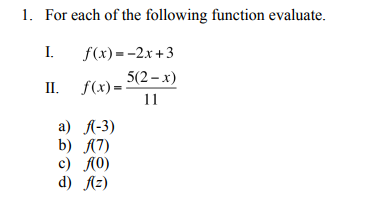 1. For each of the following function evaluate.
I. f(x) = −2x + 3
II. f(x) = 5(2 − x)
11
a) f(-3)
b) f(7)
c) f(0)
d) f(z)